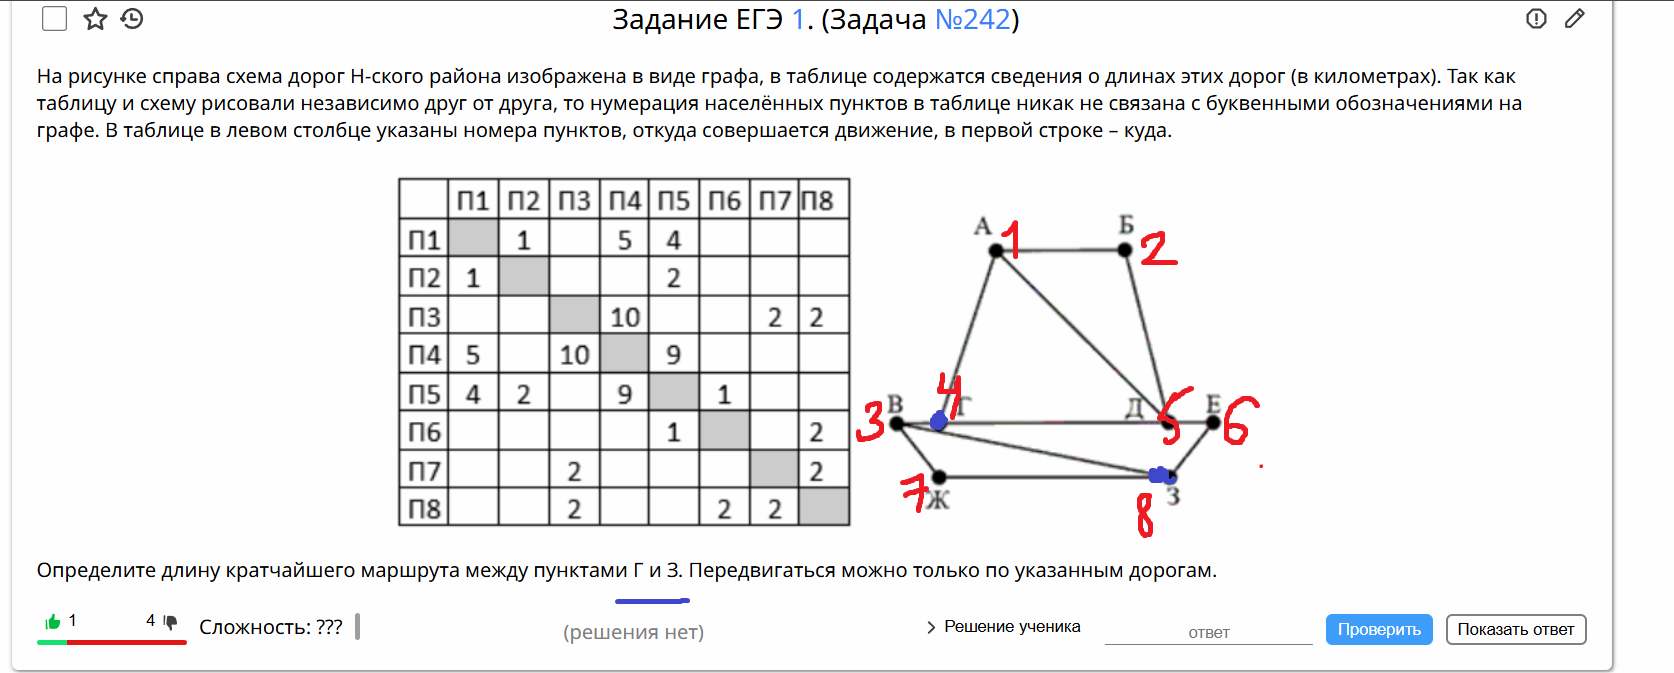 Задание ЕГЭ 1. (Задача №242)
На рисунке справа схема дорог Н-ского района изображена в виде графа, в таблице содержатся сведения о длинах этих дорог (в километрах). Так как
таблицу и схему рисовали независимо друг от друга, то нумерация населённых пунктов в таблице никак не связана с буквенными обозначениями на
графе. В таблице в левом столбце указаны номера пунктов, откуда совершается движение, в первой строке – куда.
П1 П2 П3 П4 П5 П6 П7 П8
П1 1 5 4
П2 1 2
П3 10 2 2
П4 5 10 9
П5 4 2 9 1
П6 1 2
П7 2 2
П8 2 2 2
А 1 Б 2
3 В 4 Г Д 5 Е 6
7 Ж 8 З
Определите длину кратчайшего маршрута между пунктами Г и З. Передвигаться можно только по указанным дорогам.
1 4 Сложность: ??? (решения нет) Решение ученика ответ Проверить Показать ответ